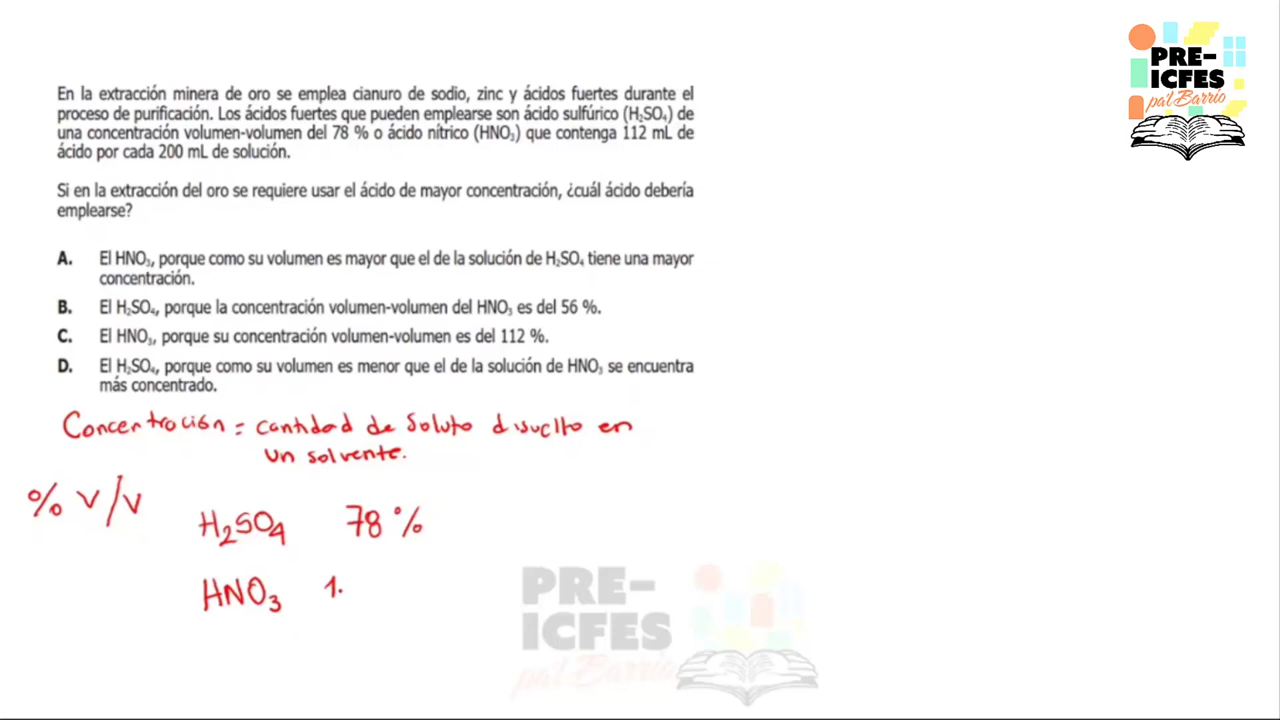 PRE-
ICFES
pa'l Barrio
En la extracción minera de oro se emplea cianuro de sodio, zinc y ácidos fuertes durante el
proceso de purificación. Los ácidos fuertes que pueden emplearse son ácido sulfúrico (H₂SO₄) de
una concentración volumen-volumen del 78 % o ácido nítrico (HNO₃) que contenga 112 mL de
ácido por cada 200 mL de solución.
Si en la extracción del oro se requiere usar el ácido de mayor concentración, ¿cuál ácido debería
emplearse?
A. El HNO₃, porque como su volumen es mayor que el de la solución de H₂SO₄ tiene una mayor
concentración.
B. El H₂SO₄, porque la concentración volumen-volumen del HNO₃ es del 56 %.
C. El HNO₃, porque su concentración volumen-volumen es del 112 %.
D. El H₂SO₄, porque como su volumen es menor que el de la solución de HNO₃ se encuentra
más concentrado.
Concentración = cantidad de Soluto disuelto en
un solvente.
% V/V
H₂SO₄ 78 %
HNO₃ 1.
PRE-
ICFES
pa'l Barrio